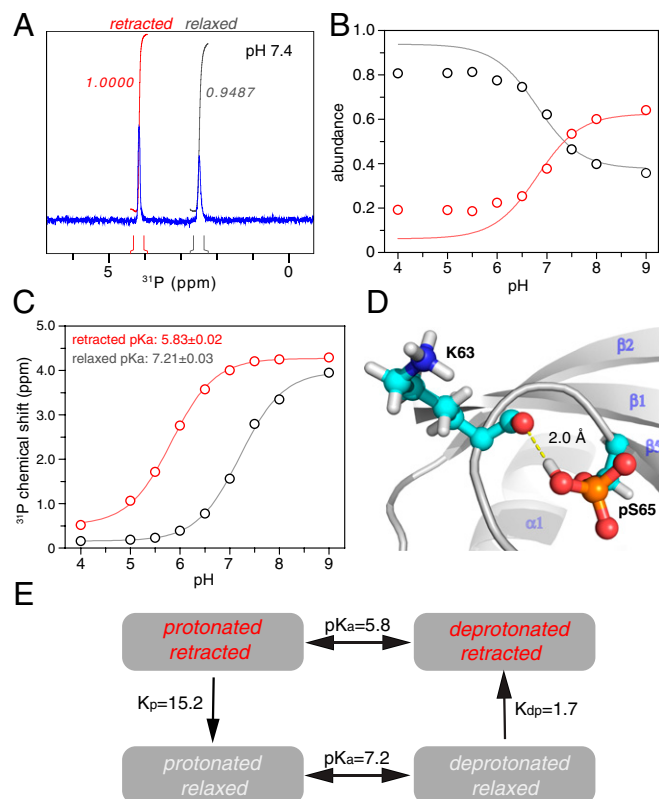 A
retracted relaxed
pH 7.4
1.0000
0.9487
5
0
³¹P (ppm)
B
1.0
0.8
0.6
0.4
0.2
0
abundance
4 5 6 7 8 9
pH
C
5.0
4.0
3.0
2.0
1.0
0.0
³¹P chemical shift (ppm)
retracted pKa: 5.83±0.02
relaxed pKa: 7.21±0.03
4 5 6 7 8 9
pH
D
K63
β2
β1
2.0 Å
β5
pS65
α1
E
protonated
retracted
pKa=5.8
deprotonated
retracted
Kp=15.2
Kdp=1.7
protonated
relaxed
pKa=7.2
deprotonated
relaxed